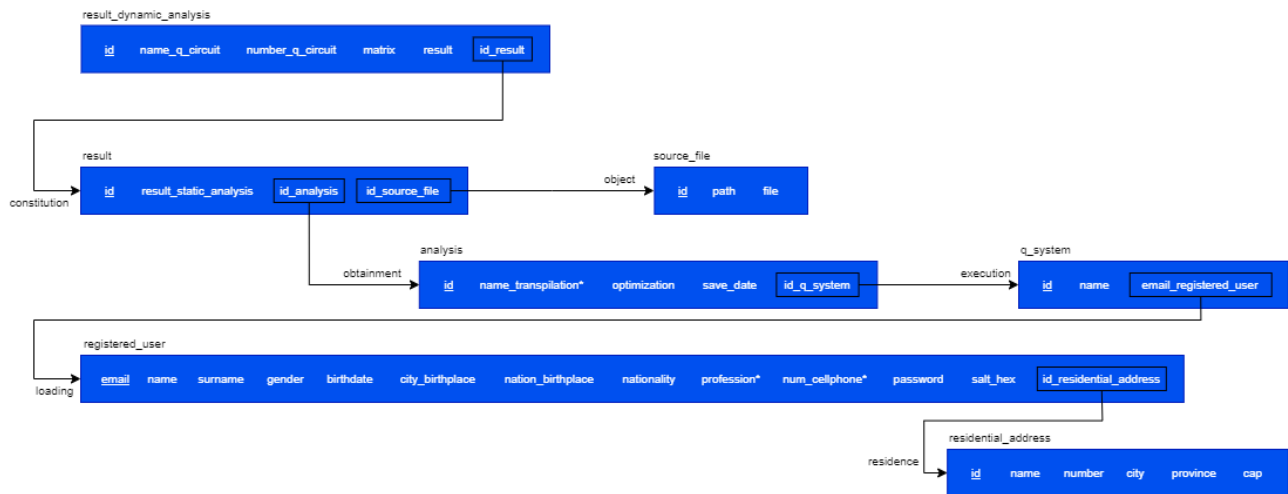 result_dynamic_analysis
id name_q_circuit number_q_circuit matrix result id_result
result
source_file
id result_static_analysis id_analysis id_source_file
object
id path file
constitution
analysis
q_system
obtainment
id name_transpilation* optimization save_date id_q_system
execution
id name email_registered_user
registered_user
loading
email name surname gender birthdate city_birthplace nation_birthplace nationality profession* num_cellphone* password salt_hex id_residential_address
residential_address
residence
id name number city province cap